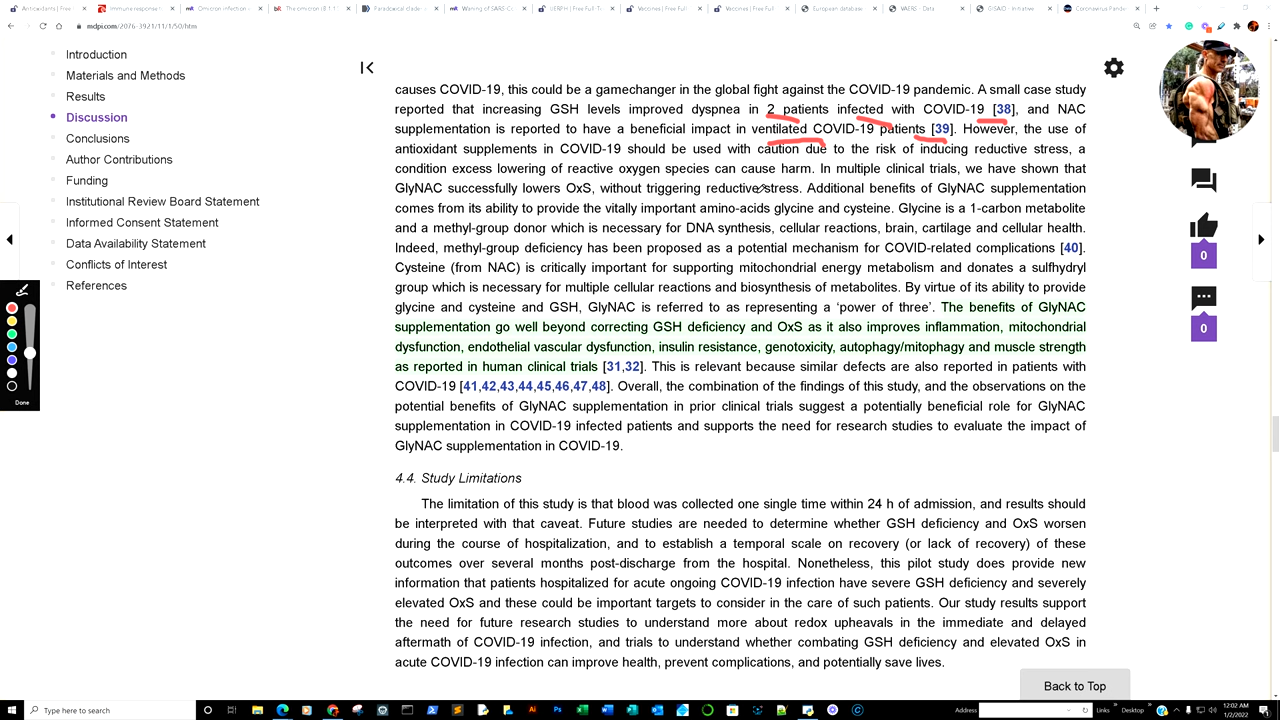 Antioxidants | Free
Immune response t
Omicron infection e
Vaccines | Free Full
Vaccines | Free Full
European database
VAERS - Data
GISAID - Initiative
Coronavirus Pande
mdpi.com/2076-3921/11/1/50/htm
Introduction
Materials and Methods
Results
Discussion
Conclusions
Author Contributions
Funding
Institutional Review Board Statement
Informed Consent Statement
Data Availability Statement
Conflicts of Interest
References
causes COVID-19, this could be a gamechanger in the global fight against the COVID-19 pandemic. A small case study
reported that increasing GSH levels improved dyspnea in 2 patients infected with COVID-19 [38], and NAC
supplementation is reported to have a beneficial impact in ventilated COVID-19 patients [39]. However, the use of
antioxidant supplements in COVID-19 should be used with caution due to the risk of inducing reductive stress, a
condition excess lowering of reactive oxygen species can cause harm. In multiple clinical trials, we have shown that
GlyNAC successfully lowers OxS, without triggering reductive stress. Additional benefits of GlyNAC supplementation
comes from its ability to provide the vitally important amino-acids glycine and cysteine. Glycine is a 1-carbon metabolite
and a methyl-group donor which is necessary for DNA synthesis, cellular reactions, brain, cartilage and cellular health.
Indeed, methyl-group deficiency has been proposed as a potential mechanism for COVID-related complications [40].
Cysteine (from NAC) is critically important for supporting mitochondrial energy metabolism and donates a sulfhydryl
group which is necessary for multiple cellular reactions and biosynthesis of metabolites. By virtue of its ability to provide
glycine and cysteine and GSH, GlyNAC is referred to as representing a ‘power of three’. The benefits of GlyNAC
supplementation go well beyond correcting GSH deficiency and OxS as it also improves inflammation, mitochondrial
dysfunction, endothelial vascular dysfunction, insulin resistance, genotoxicity, autophagy/mitophagy and muscle strength
as reported in human clinical trials [31,32]. This is relevant because similar defects are also reported in patients with
COVID-19 [41,42,43,44,45,46,47,48]. Overall, the combination of the findings of this study, and the observations on the
potential benefits of GlyNAC supplementation in prior clinical trials suggest a potentially beneficial role for GlyNAC
supplementation in COVID-19 infected patients and supports the need for research studies to evaluate the impact of
GlyNAC supplementation in COVID-19.
4.4. Study Limitations
The limitation of this study is that blood was collected one single time within 24 h of admission, and results should
be interpreted with that caveat. Future studies are needed to determine whether GSH deficiency and OxS worsen
during the course of hospitalization, and to establish a temporal scale on recovery (or lack of recovery) of these
outcomes over several months post-discharge from the hospital. Nonetheless, this pilot study does provide new
information that patients hospitalized for acute ongoing COVID-19 infection have severe GSH deficiency and severely
elevated OxS and these could be important targets to consider in the care of such patients. Our study results support
the need for future research studies to understand more about redox upheavals in the immediate and delayed
aftermath of COVID-19 infection, and trials to understand whether combating GSH deficiency and elevated OxS in
acute COVID-19 infection can improve health, prevent complications, and potentially save lives.
0
0
Done
Back to Top
Type here to search
Address
Links
Desktop
12:02 AM
1/2/2022